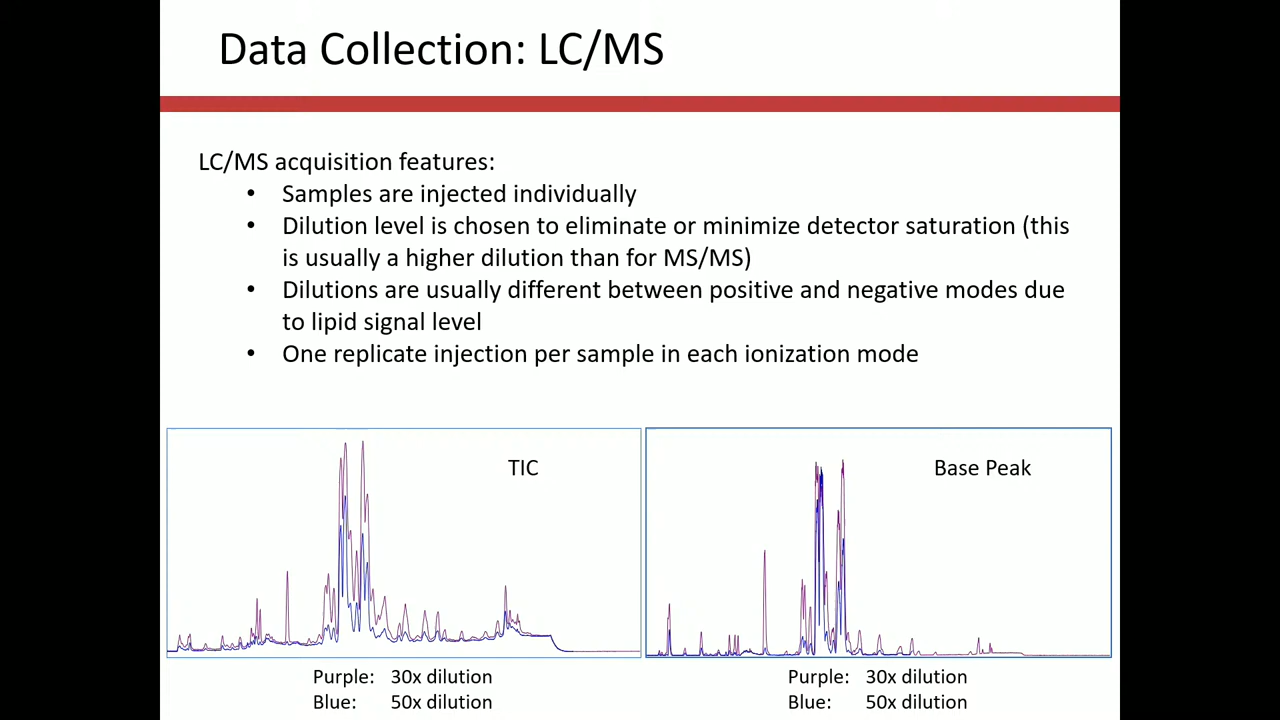 Data Collection: LC/MS
LC/MS acquisition features:
• Samples are injected individually
• Dilution level is chosen to eliminate or minimize detector saturation (this
is usually a higher dilution than for MS/MS)
• Dilutions are usually different between positive and negative modes due
to lipid signal level
• One replicate injection per sample in each ionization mode
TIC
Base Peak
Purple: 30x dilution
Blue: 50x dilution
Purple: 30x dilution
Blue: 50x dilution